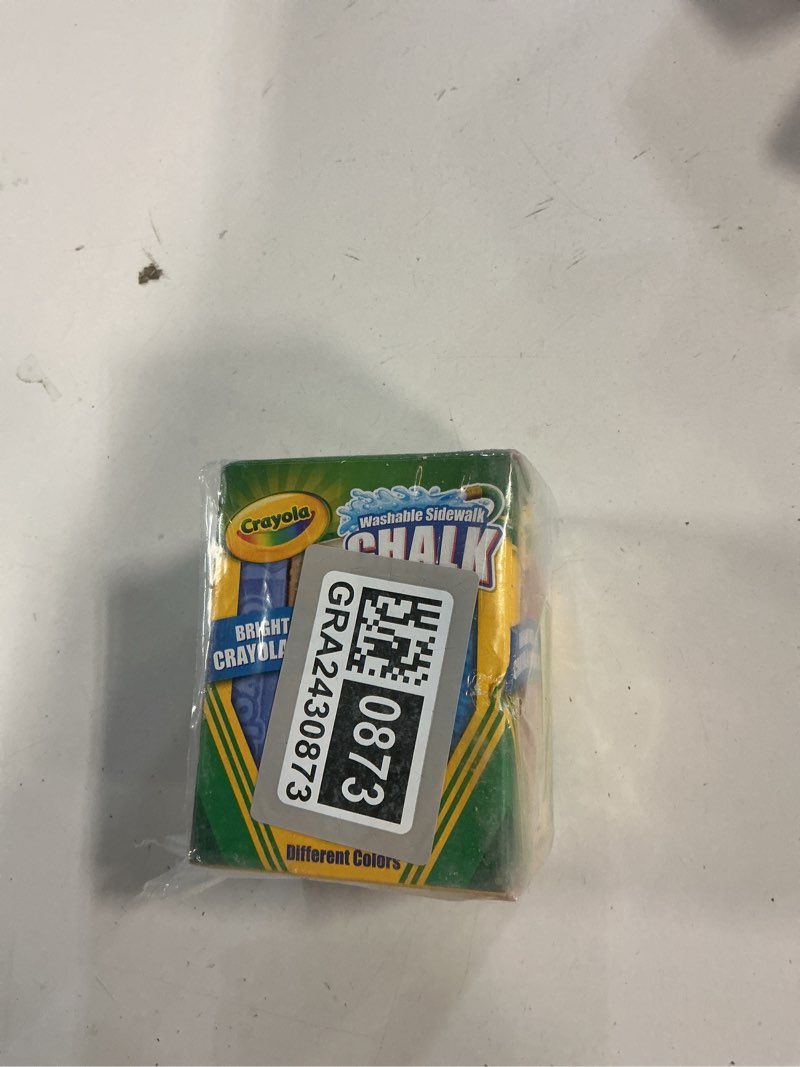 Crayola
Washable Sidewalk
CHALK
BRIGHT
CRAYOLA
GRA2430873
0873
Different Colors